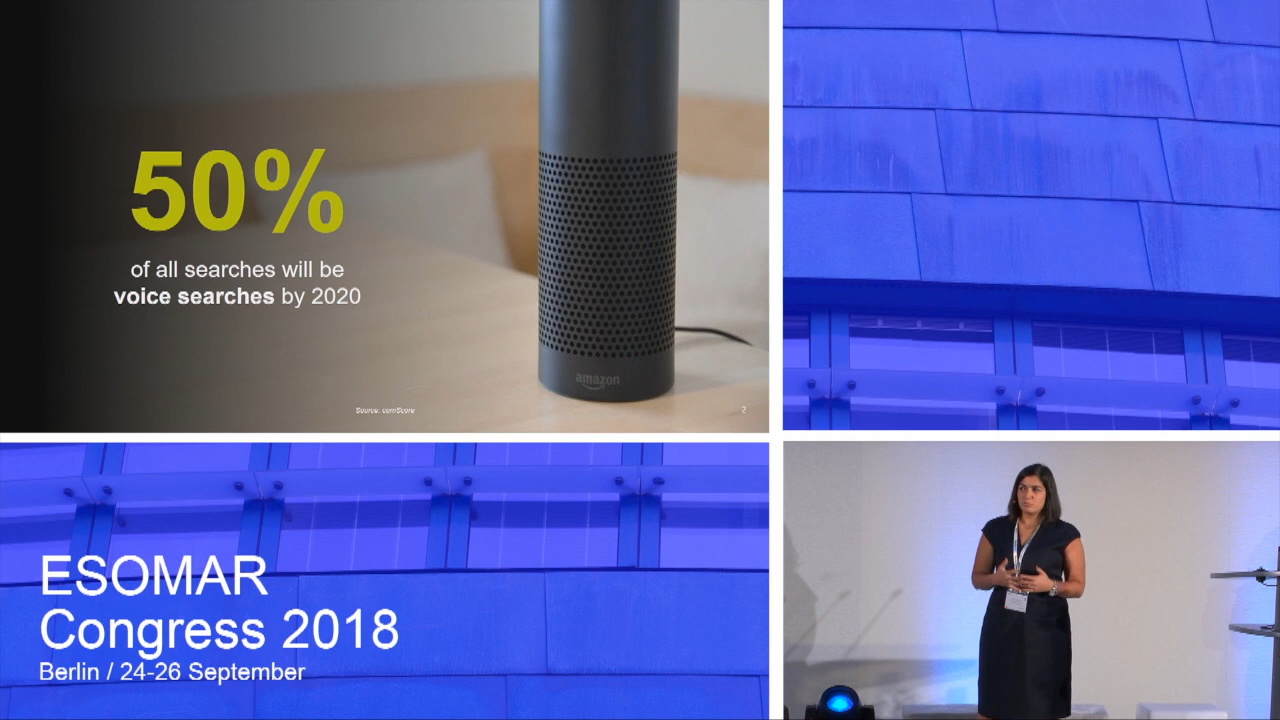 50%
of all searches will be
voice searches by 2020
amazon
Source: comScore
2
ESOMAR
Congress 2018
Berlin / 24-26 September